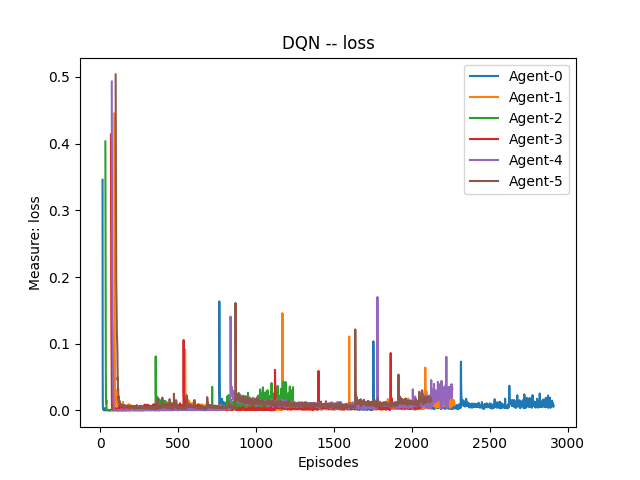 DQN -- loss
Agent-0
Agent-1
Agent-2
Agent-3
Agent-4
Agent-5
0.5
0.4
0.3
0.2
0.1
0.0
Measure: loss
0 500 1000 1500 2000 2500 3000
Episodes